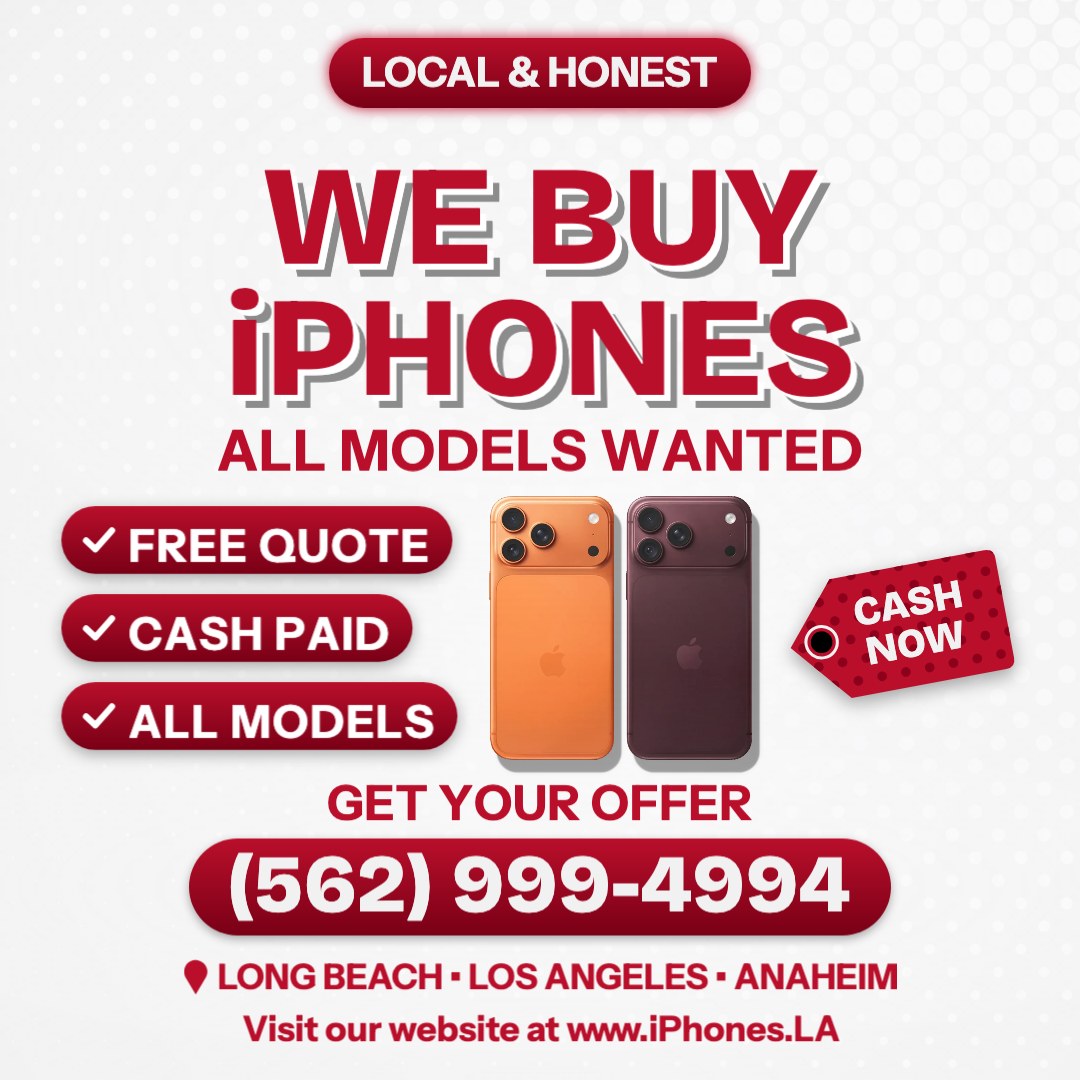 LOCAL & HONEST
WE BUY
iPHONES
ALL MODELS WANTED
FREE QUOTE
CASH PAID
ALL MODELS
CASH
NOW
GET YOUR OFFER
(562) 999-4994
LONG BEACH ▪ LOS ANGELES ▪ ANAHEIM
Visit our website at www.iPhones.LA